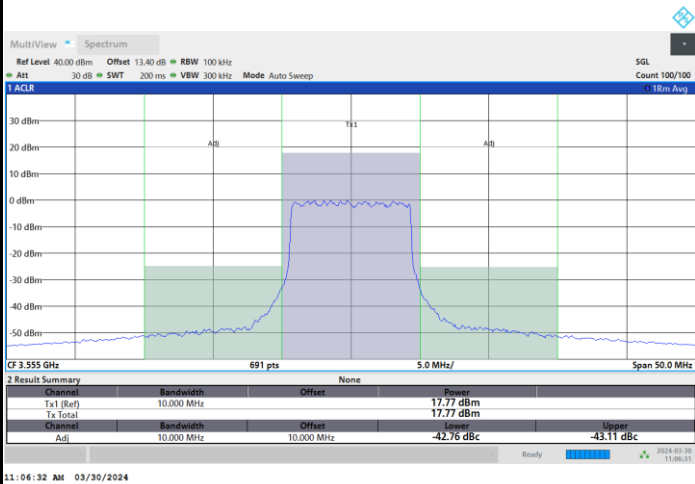 MultiView Spectrum
Ref Level 40.00 dBm Offset 13.40 dB RBW 100 kHz SGL
Att 30 dB SWT 200 ms VBW 300 kHz Mode Auto Sweep Count 100/100
1 ACLR 1Rm Avg
Tx1
Adj Adj
30 dBm
20 dBm
10 dBm
0 dBm
-10 dBm
-20 dBm
-30 dBm
-40 dBm
-50 dBm
CF 3.555 GHz 691 pts 5.0 MHz/ Span 50.0 MHz
2 Result Summary None
Channel Bandwidth Offset Power
Tx1 (Ref) 10.000 MHz 17.77 dBm
Tx Total 17.77 dBm
Channel Bandwidth Offset Lower Upper
Adj 10.000 MHz 10.000 MHz -42.76 dBc -43.11 dBc
Ready 2024-03-30
11:06:31
11:06:32 AM 03/30/2024